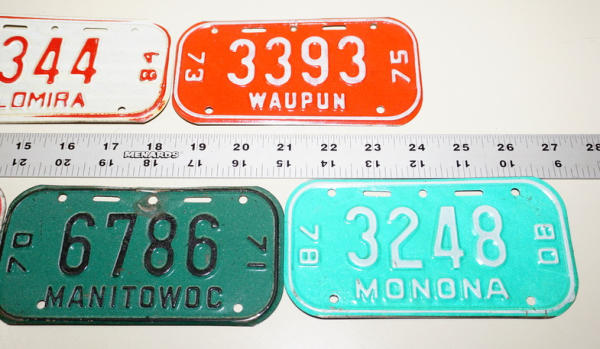 344 84
LOMIRA
73 3393 75
WAUPUN
15 16 17 18 19 20 21 22 23 24 25 26 27 28
MENARDS
21 20 19 18 17 16 15 14 13 12 11 10 9
70 6786 71
MANITOWOC
87 3248 88
MONONA